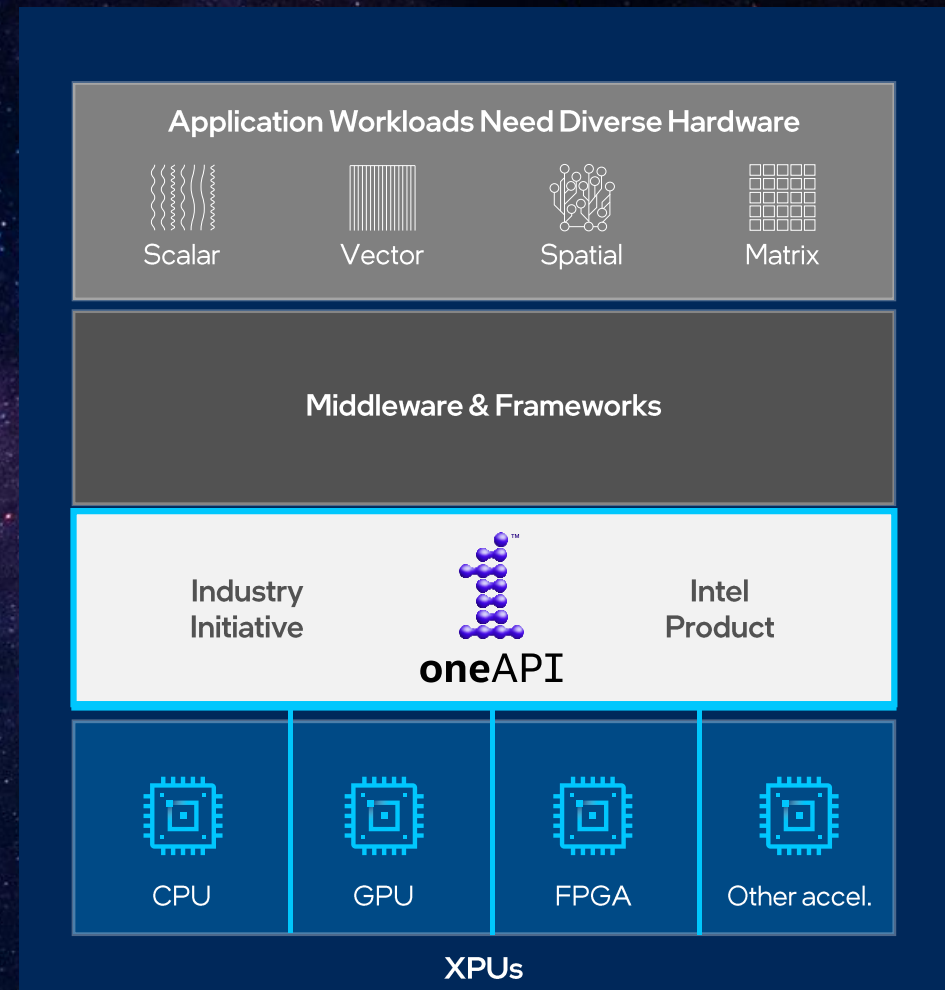 Application Workloads Need Diverse Hardware
Scalar Vector Spatial Matrix
Middleware & Frameworks
Industry
Initiative
™
oneAPI
Intel
Product
CPU GPU FPGA Other accel.
XPUs